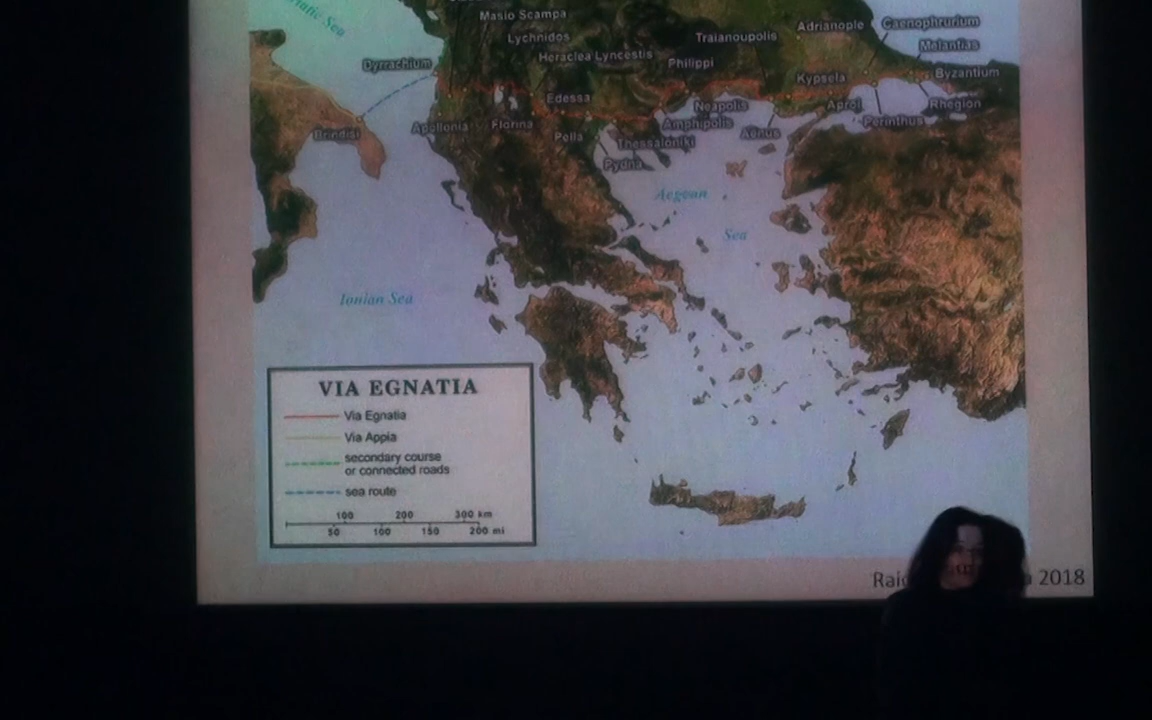 Masio Scampa
Adrianople
Caenophrurium
Lychnidos
Traianoupolis
Melantias
Heraclea Lyncestis
Philippi
Dyrrachium
Kypsela
Byzantium
Edessa
Neapolis
Aproi
Rhegion
Brindisi
Apollonia
Florina
Amphipolis
Aenus
Perinthus
Pella
Thessaloniki
Pydna
Aegean
Sea
Ionian Sea
VIA EGNATIA
Via Egnatia
Via Appia
secondary course
or connected roads
sea route
100 200 300 km
50 100 150 200 mi
2018